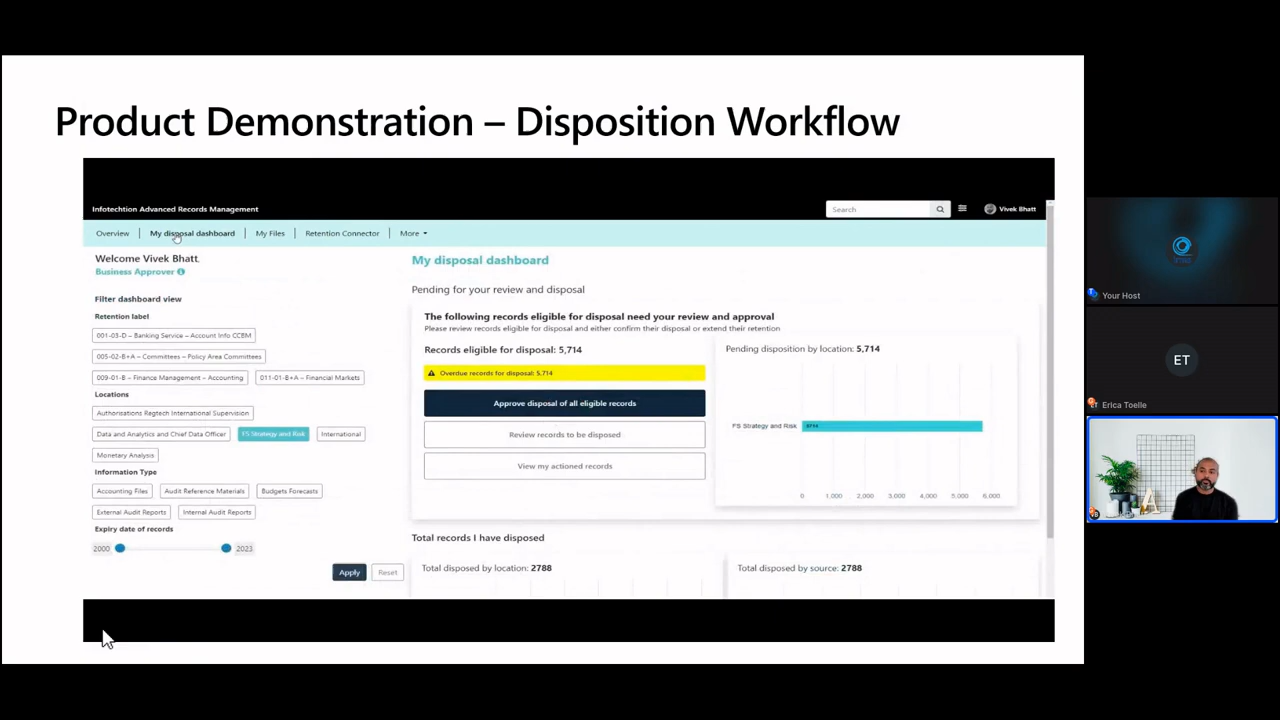 Product Demonstration – Disposition Workflow
Infotechtion Advanced Records Management
Search
Vivek Bhatt
Overview
My disposal dashboard
My Files
Retention Connector
More
Welcome Vivek Bhatt
Business Approver
Filter dashboard view
Retention label
001-03-D – Banking Service – Account Info CCBM
005-02-B+A – Committees – Policy Area Committees
009-01-B – Finance Management – Accounting
011-01-B+A – Financial Markets
Locations
Authorisations Regtech International Supervision
Data and Analytics and Chief Data Officer
FS Strategy and Risk
International
Monetary Analysis
Information Type
Accounting Files
Audit Reference Materials
Budgets Forecasts
External Audit Reports
Internal Audit Reports
Expiry date of records
2000
2023
Apply
Reset
My disposal dashboard
Pending for your review and disposal
The following records eligible for disposal need your review and approval
Please review records eligible for disposal and either confirm their disposal or extend their retention
Records eligible for disposal: 5,714
Overdue records for disposal: 5,714
Approve disposal of all eligible records
Review records to be disposed
View my actioned records
Pending disposition by location: 5,714
FS Strategy and Risk
5714
0 1,000 2,000 3,000 4,000 5,000 6,000
Total records I have disposed
Total disposed by location: 2788
Total disposed by source: 2788
Your Host
ET
ET
Erica Toelle
VB